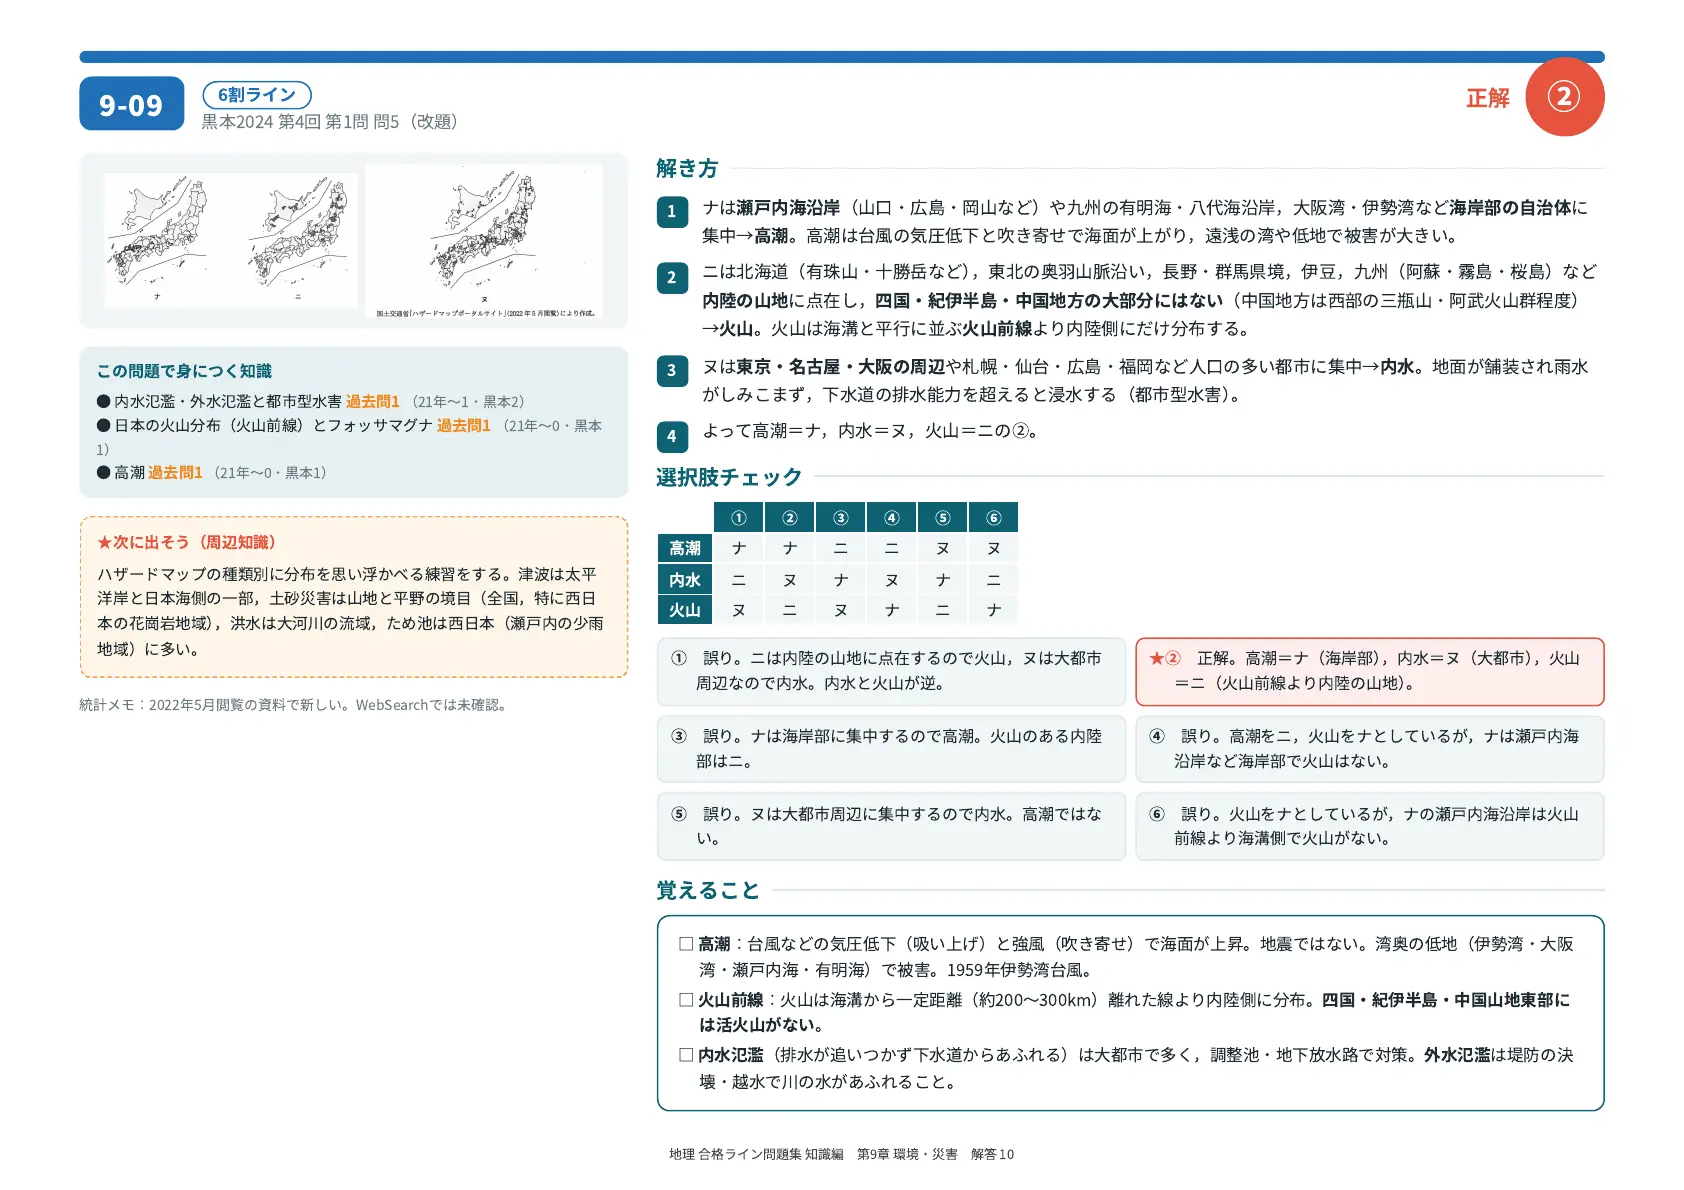 9-09
6割ライン
黒本2024 第4回 第1問 問5（改題）
正解 ②
ナ
ニ
ヌ
国土交通省「ハザードマップポータルサイト」（2022年5月閲覧）により作成。
この問題で身につく知識
● 内水氾濫・外水氾濫と都市型水害 過去問1 （21年〜1・黒本2）
● 日本の火山分布（火山前線）とフォッサマグナ 過去問1 （21年〜0・黒本
1）
● 高潮 過去問1 （21年〜0・黒本1）
★次に出そう（周辺知識）
ハザードマップの種類別に分布を思い浮かべる練習をする。津波は太平
洋岸と日本海側の一部，土砂災害は山地と平野の境目（全国，特に西日
本の花崗岩地域），洪水は大河川の流域，ため池は西日本（瀬戸内の少雨
地域）に多い。
統計メモ：2022年5月閲覧の資料で新しい。WebSearchでは未確認。
解き方
1 ナは瀬戸内海沿岸（山口・広島・岡山など）や九州の有明海・八代海沿岸，大阪湾・伊勢湾など海岸部の自治体に
集中→高潮。高潮は台風の気圧低下と吹き寄せで海面が上がり，遠浅の湾や低地で被害が大きい。
2 ニは北海道（有珠山・十勝岳など），東北の奥羽山脈沿い，長野・群馬県境，伊豆，九州（阿蘇・霧島・桜島）など
内陸の山地に点在し，四国・紀伊半島・中国地方の大部分にはない（中国地方は西部の三瓶山・阿武火山群程度）
→火山。火山は海溝と平行に並ぶ火山前線より内陸側にだけ分布する。
3 ヌは東京・名古屋・大阪の周辺や札幌・仙台・広島・福岡など人口の多い都市に集中→内水。地面が舗装され雨水
がしみこまず，下水道の排水能力を超えると浸水する（都市型水害）。
4 よって高潮＝ナ，内水＝ヌ，火山＝ニの②。
選択肢チェック
① ② ③ ④ ⑤ ⑥
高潮 ナ ナ ニ ニ ヌ ヌ
内水 ニ ヌ ナ ヌ ナ ニ
火山 ヌ ニ ヌ ナ ニ ナ
① 誤り。ニは内陸の山地に点在するので火山，ヌは大都市
周辺なので内水。内水と火山が逆。
★② 正解。高潮＝ナ（海岸部），内水＝ヌ（大都市），火山
＝ニ（火山前線より内陸の山地）。
③ 誤り。ナは海岸部に集中するので高潮。火山のある内陸
部はニ。
④ 誤り。高潮をニ，火山をナとしているが，ナは瀬戸内海
沿岸など海岸部で火山はない。
⑤ 誤り。ヌは大都市周辺に集中するので内水。高潮ではな
い。
⑥ 誤り。火山をナとしているが，ナの瀬戸内海沿岸は火山
前線より海溝側で火山がない。
覚えること
□ 高潮：台風などの気圧低下（吸い上げ）と強風（吹き寄せ）で海面が上昇。地震ではない。湾奥の低地（伊勢湾・大阪
湾・瀬戸内海・有明海）で被害。1959年伊勢湾台風。
□ 火山前線：火山は海溝から一定距離（約200〜300km）離れた線より内陸側に分布。四国・紀伊半島・中国山地東部に
は活火山がない。
□ 内水氾濫（排水が追いつかず下水道からあふれる）は大都市で多く，調整池・地下放水路で対策。外水氾濫は堤防の決
壊・越水で川の水があふれること。
地理 合格ライン問題集 知識編　第9章 環境・災害　解答10